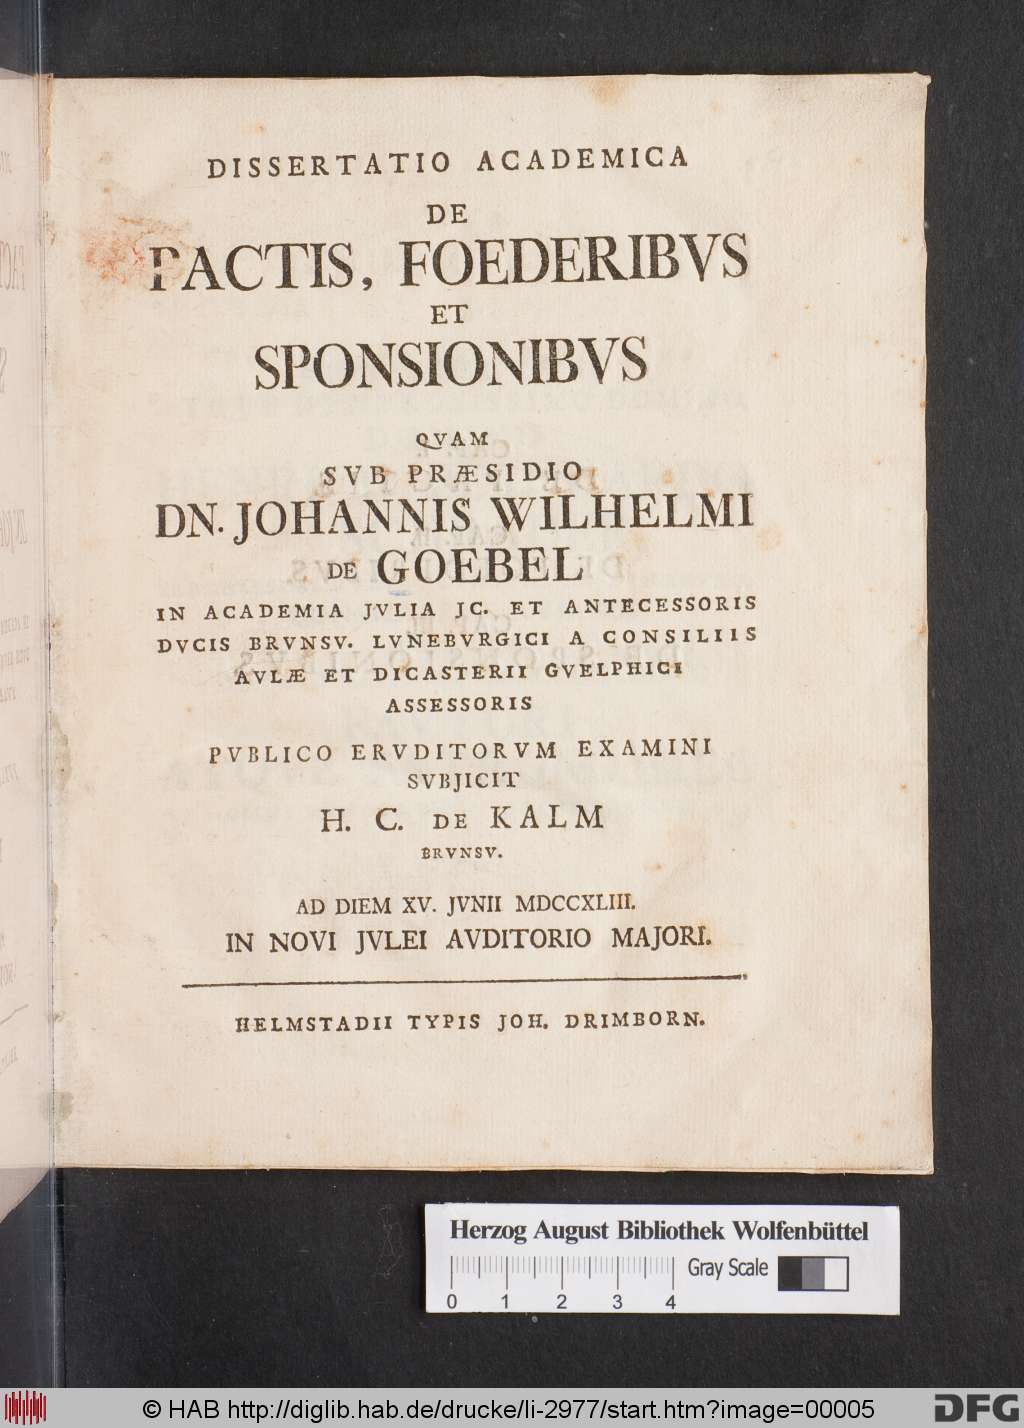 DISSERTATIO ACADEMICA
DE
PACTIS, FOEDERIBVS
ET
SPONSIONIBVS
QVAM
SVB PRÆSIDIO
DN. JOHANNIS WILHELMI
DE GOEBEL
IN ACADEMIA JVLIA JC. ET ANTECESSORIS
DVCIS BRVNSV. LVNEBVRGICI A CONSILIIS
AVLÆ ET DICASTERII GVELPHICI
ASSESSORIS
PVBLICO ERVDITORVM EXAMINI
SVBJICIT
H. C. DE KALM
BRVNSV.
AD DIEM XV. JVNII MDCCXLIII.
IN NOVI JVLEI AVDITORIO MAJORI.
HELMSTADII TYPIS JOH. DRIMBORN.
Herzog August Bibliothek Wolfenbüttel
Gray Scale
0 1 2 3 4
© HAB http://diglib.hab.de/drucke/li-2977/start.htm?image=00005
DFG